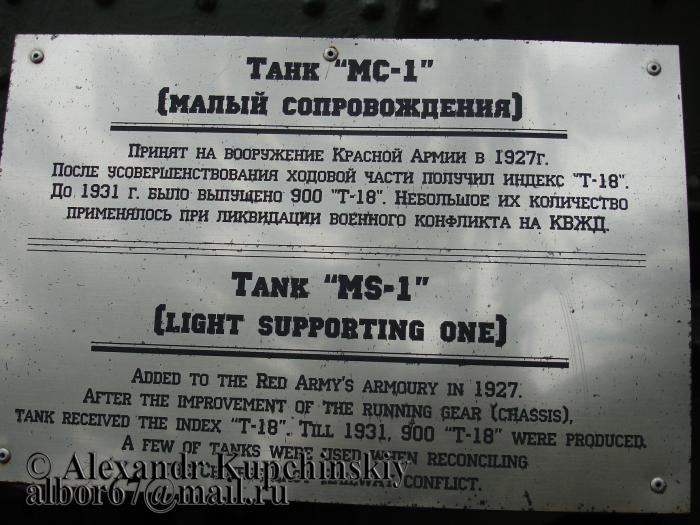 Танк "МС-1"
(малый сопровождения)
Принят на вооружение Красной Армии в 1927г.
После усовершенствования ходовой части получил индекс "Т-18".
До 1931 г. было выпущено 900 "Т-18". Небольшое их количество
применялось при ликвидации военного конфликта на КВЖД.
Tank "MS-1"
(light supporting one)
Added to the Red Army's armoury in 1927.
After the improvement of the running gear (chassis),
tank received the index "T-18". Till 1931, 900 "T-18" were produced.
A few of tanks were used when reconciling
railway conflict.
© Alexandr Kupchinskiy
albor67@mail.ru